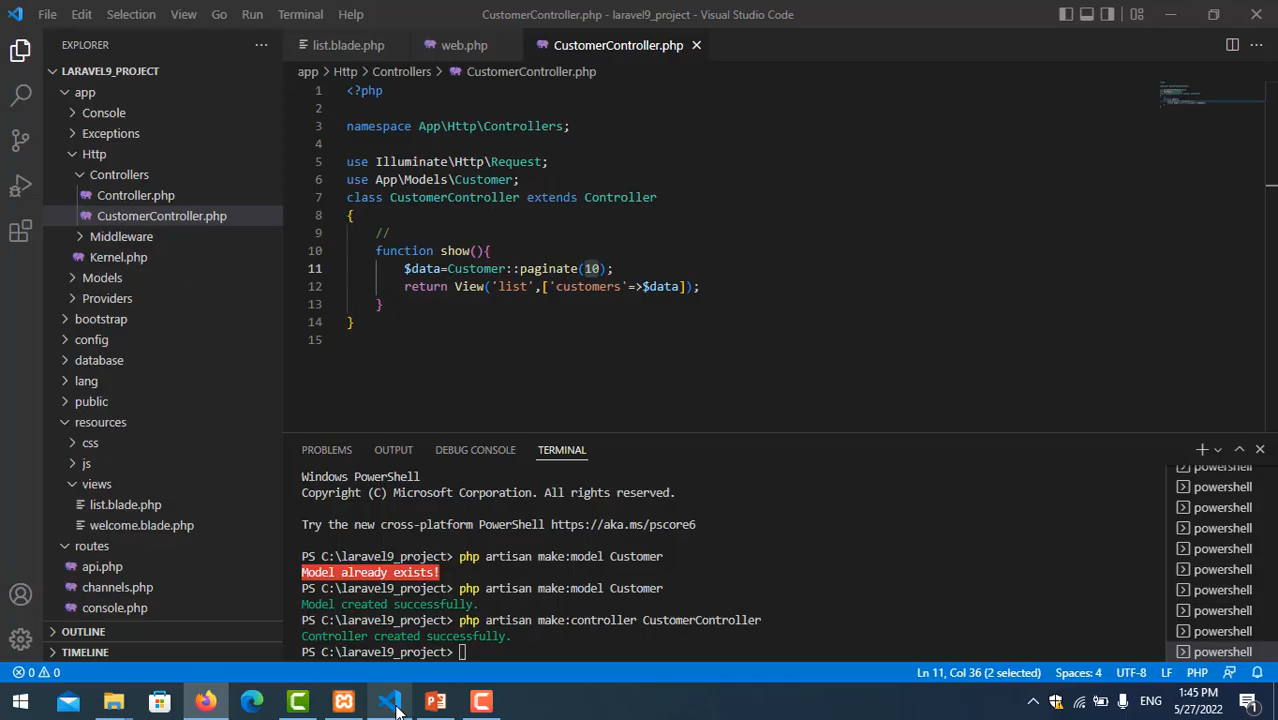 File Edit Selection View Go Run Terminal Help
CustomerController.php - laravel9_project - Visual Studio Code
EXPLORER
LARAVEL9_PROJECT
app
Console
Exceptions
Http
Controllers
Controller.php
CustomerController.php
Middleware
Kernel.php
Models
Providers
bootstrap
config
database
lang
public
resources
css
js
views
list.blade.php
welcome.blade.php
routes
api.php
channels.php
console.php
OUTLINE
TIMELINE
list.blade.php web.php CustomerController.php
app > Http > Controllers > CustomerController.php
1 <?php
2
3 namespace App\Http\Controllers;
4
5 use Illuminate\Http\Request;
6 use App\Models\Customer;
7 class CustomerController extends Controller
8 {
9 //
10 function show(){
11 $data=Customer::paginate(10);
12 return View('list',['customers'=>$data]);
13 }
14 }
15
PROBLEMS OUTPUT DEBUG CONSOLE TERMINAL
Windows PowerShell
Copyright (C) Microsoft Corporation. All rights reserved.
Try the new cross-platform PowerShell https://aka.ms/pscore6
PS C:\laravel9_project> php artisan make:model Customer
Model already exists!
PS C:\laravel9_project> php artisan make:model Customer
Model created successfully.
PS C:\laravel9_project> php artisan make:controller CustomerController
Controller created successfully.
PS C:\laravel9_project>
powershell
powershell
powershell
powershell
powershell
powershell
powershell
powershell
powershell
powershell
0 0 Ln 11, Col 36 (2 selected) Spaces: 4 UTF-8 LF PHP
ENG 1:45 PM
5/27/2022 1